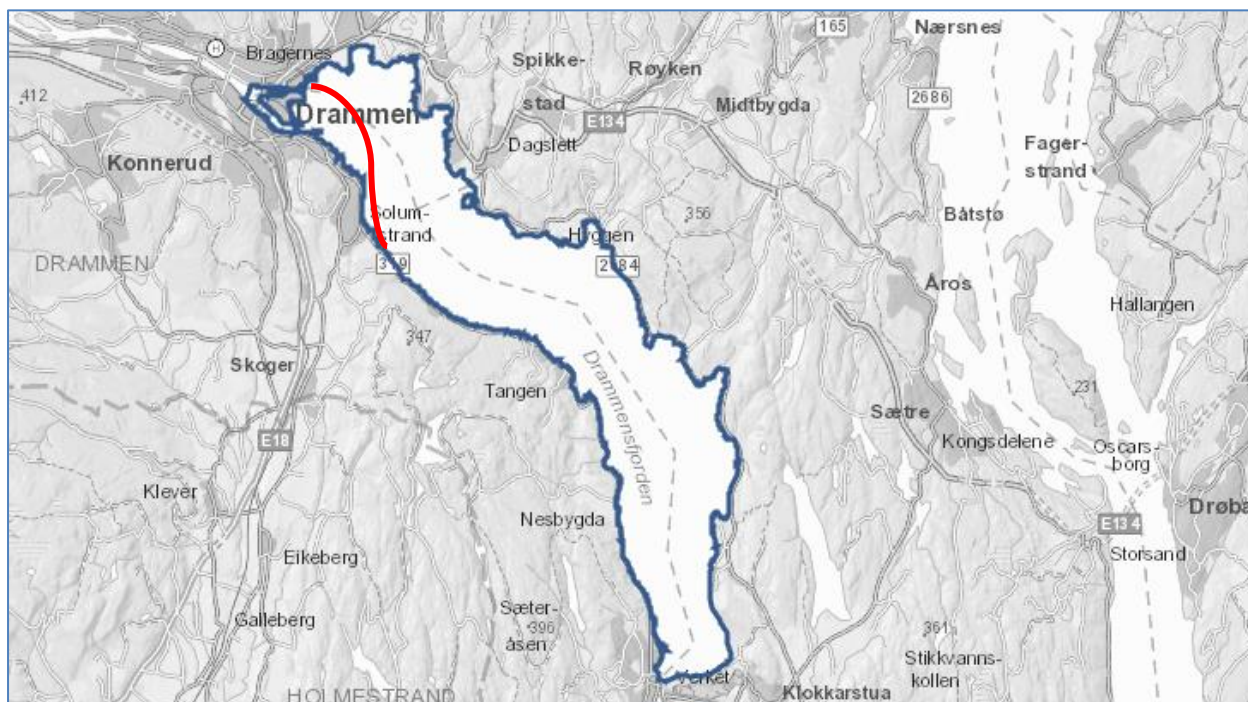 Nærsnes
165
H
Bragernes
Spikke-
stad
Røyken
412
Midtbygda
2686
Drammen
E134
Dagslett
Fager-
strand
Konnerud
Solum-
strand
356
Båtstø
Hyggen
DRAMMEN
319
2684
Åros
Hallangen
347
Skoger
Drammensfjorden
Tangen
231
Sætre
Kongsdelene
Oscars-
borg
E18
Klever
Nesbygda
Drøba
E134
Storsand
Eikeberg
Galleberg
Sæter-
åsen
396
361
Stikkvanns-
kollen
Verket
Klokkarstua
HOLMESTRAND